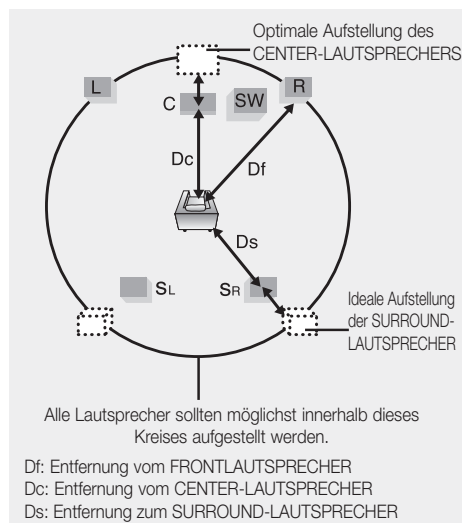 Optimale Aufstellung des
CENTER-LAUTSPRECHERS
L
R
C
SW
Dc
Df
Ds
SL
SR
Ideale Aufstellung
der SURROUND-
LAUTSPRECHER
Alle Lautsprecher sollten möglichst innerhalb dieses
Kreises aufgestellt werden.
Df: Entfernung vom FRONTLAUTSPRECHER
Dc: Entfernung vom CENTER-LAUTSPRECHER
Ds: Entfernung zum SURROUND-LAUTSPRECHER